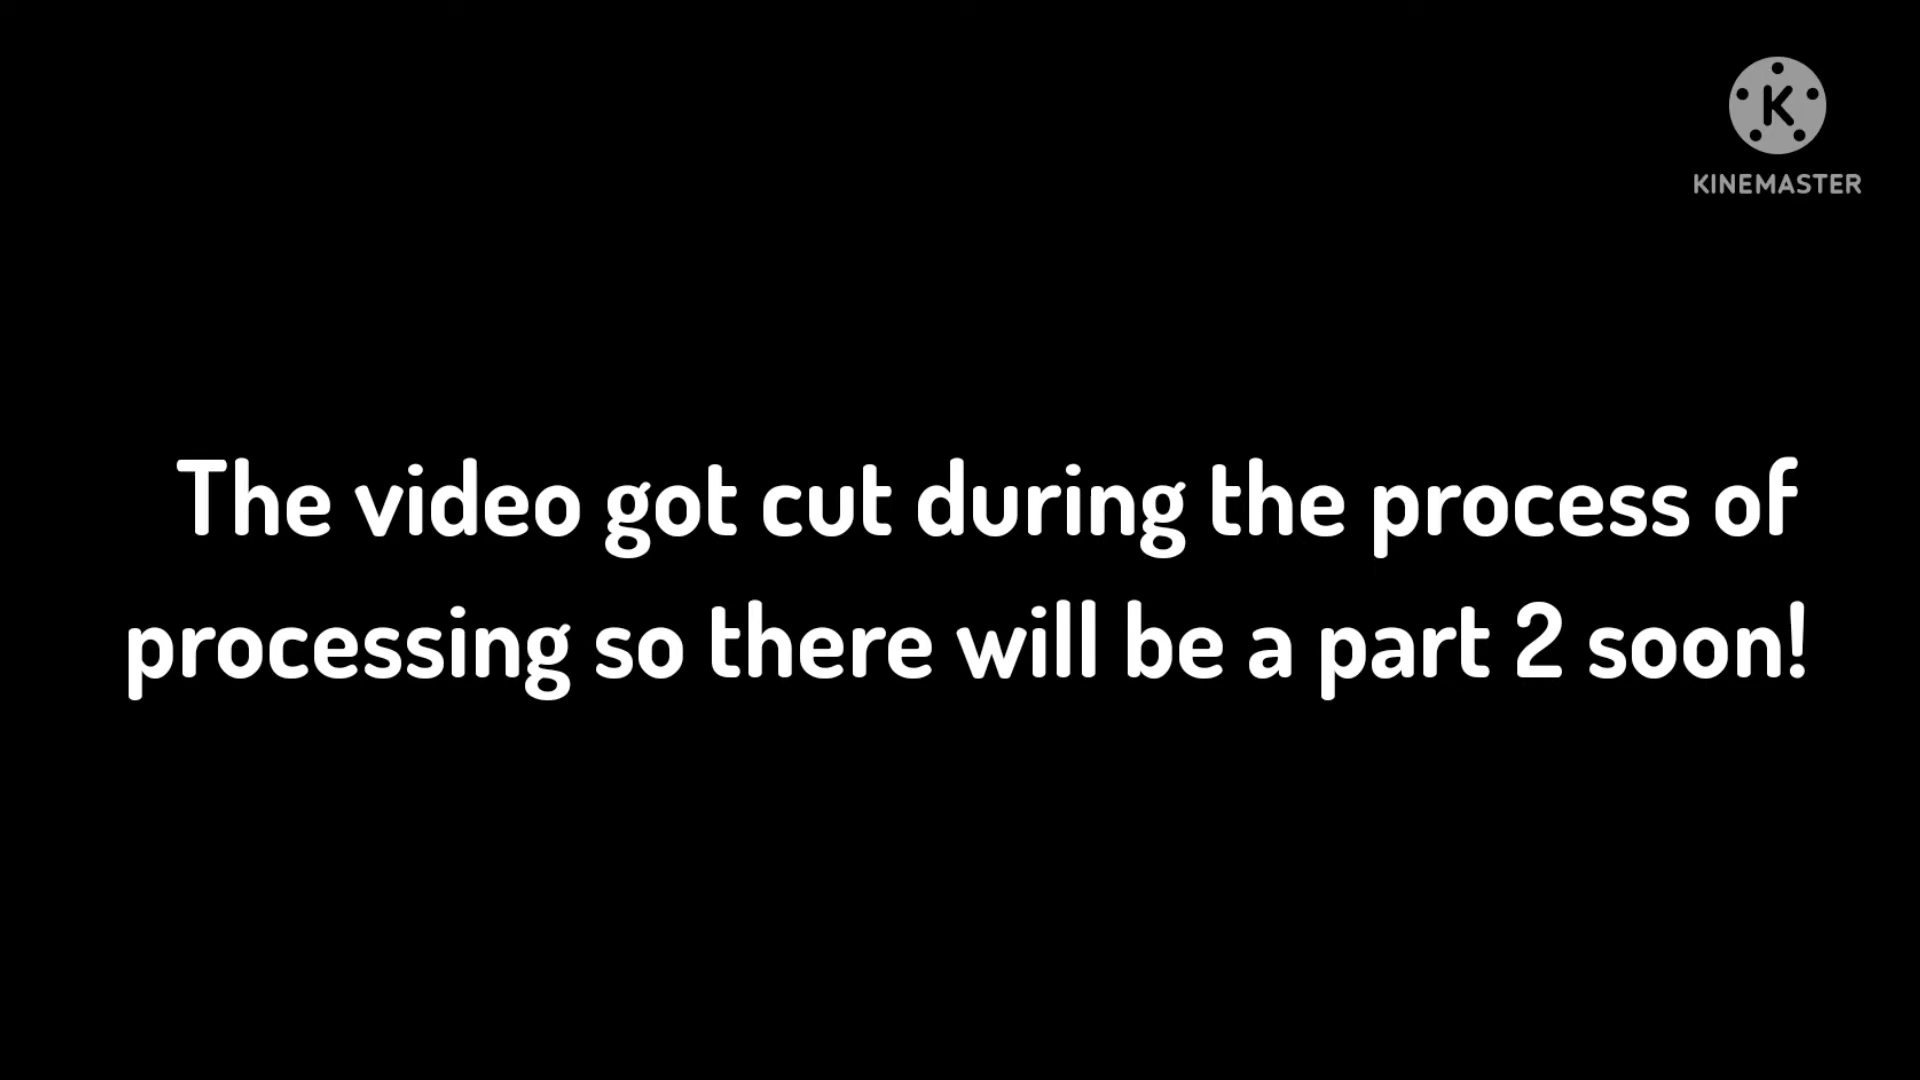 K
KINEMASTER
The video got cut during the process of
processing so there will be a part 2 soon!